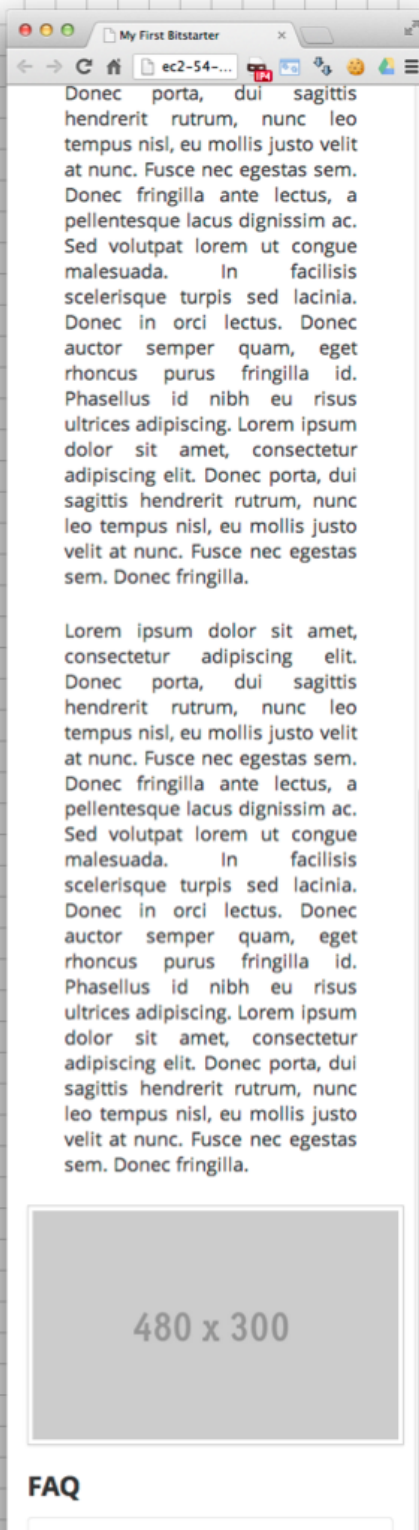 My First Bitstarter
ec2-54-...
IP4
Donec porta, dui sagittis
hendrerit rutrum, nunc leo
tempus nisl, eu mollis justo velit
at nunc. Fusce nec egestas sem.
Donec fringilla ante lectus, a
pellentesque lacus dignissim ac.
Sed volutpat lorem ut congue
malesuada. In facilisis
scelerisque turpis sed lacinia.
Donec in orci lectus. Donec
auctor semper quam, eget
rhoncus purus fringilla id.
Phasellus id nibh eu risus
ultrices adipiscing. Lorem ipsum
dolor sit amet, consectetur
adipiscing elit. Donec porta, dui
sagittis hendrerit rutrum, nunc
leo tempus nisl, eu mollis justo
velit at nunc. Fusce nec egestas
sem. Donec fringilla.
Lorem ipsum dolor sit amet,
consectetur adipiscing elit.
Donec porta, dui sagittis
hendrerit rutrum, nunc leo
tempus nisl, eu mollis justo velit
at nunc. Fusce nec egestas sem.
Donec fringilla ante lectus, a
pellentesque lacus dignissim ac.
Sed volutpat lorem ut congue
malesuada. In facilisis
scelerisque turpis sed lacinia.
Donec in orci lectus. Donec
auctor semper quam, eget
rhoncus purus fringilla id.
Phasellus id nibh eu risus
ultrices adipiscing. Lorem ipsum
dolor sit amet, consectetur
adipiscing elit. Donec porta, dui
sagittis hendrerit rutrum, nunc
leo tempus nisl, eu mollis justo
velit at nunc. Fusce nec egestas
sem. Donec fringilla.
480 x 300
FAQ